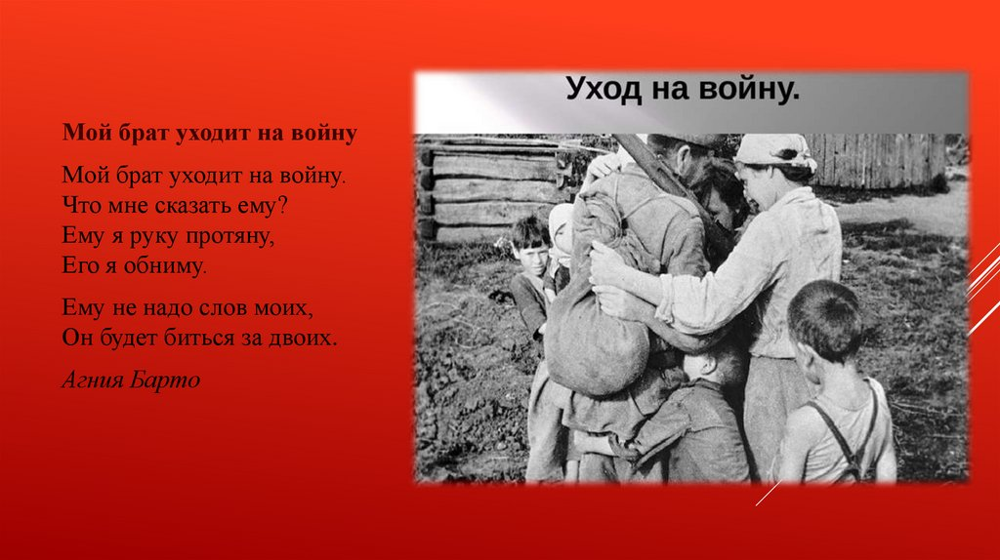 Мой брат уходит на войну
Мой брат уходит на войну.
Что мне сказать ему?
Ему я руку протяну,
Его я обниму.
Ему не надо слов моих,
Он будет биться за двоих.
Агния Барто
Уход на войну.